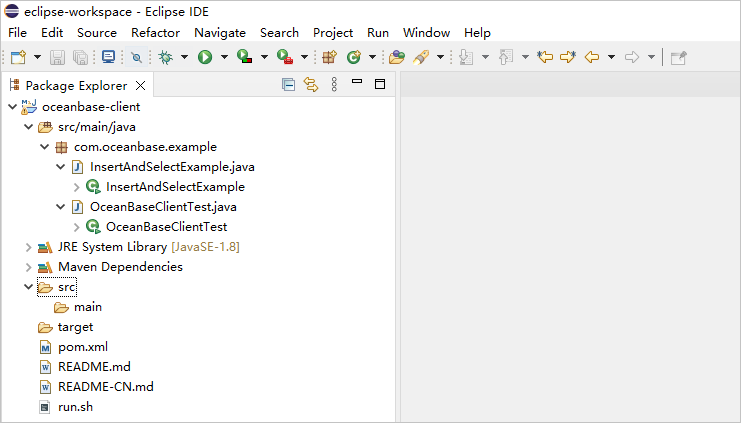 eclipse-workspace - Eclipse IDE
File Edit Source Refactor Navigate Search Project Run Window Help
Package Explorer
oceanbase-client
src/main/java
com.oceanbase.example
InsertAndSelectExample.java
InsertAndSelectExample
OceanBaseClientTest.java
OceanBaseClientTest
JRE System Library [JavaSE-1.8]
Maven Dependencies
src
main
target
pom.xml
README.md
README-CN.md
run.sh